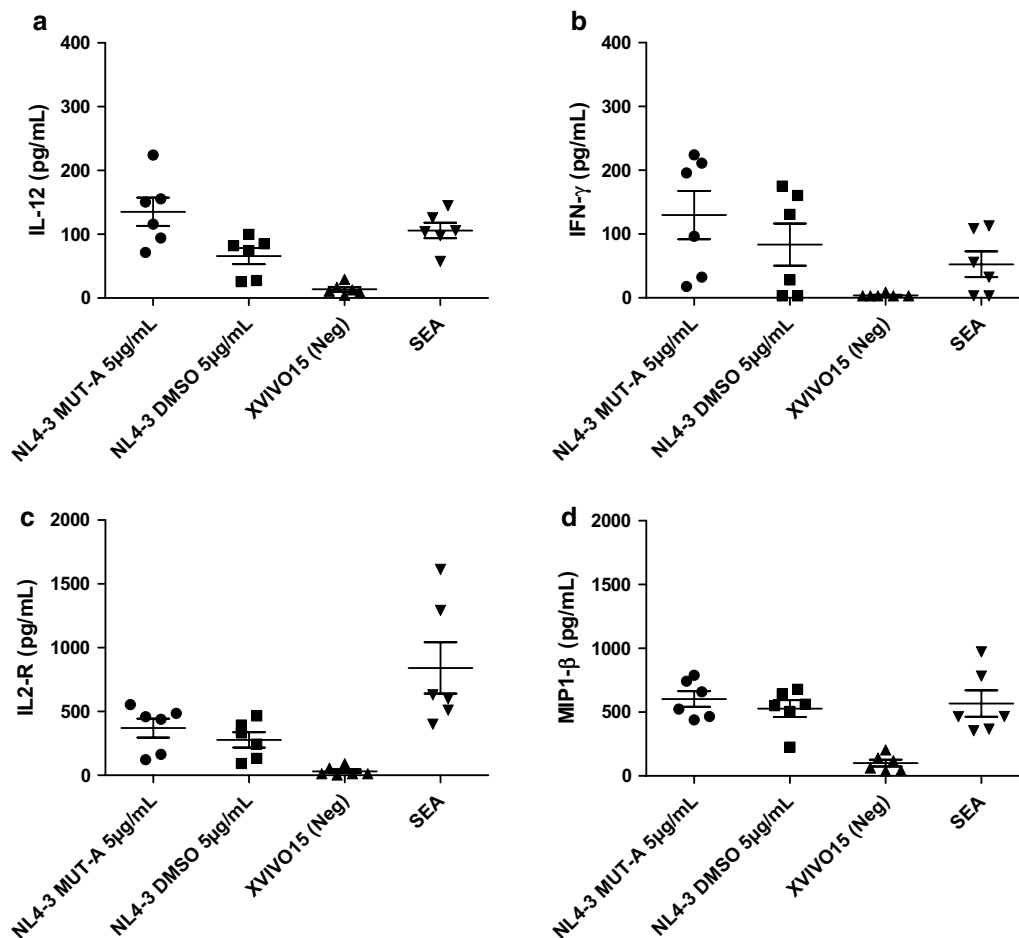 a
400
300
200
100
0
IL-12 (pg/mL)
NL4-3 MUT-A 5µg/mL
NL4-3 DMSO 5µg/mL
XVIVO15 (Neg)
SEA
b
400
300
200
100
0
IFN-γ (pg/mL)
NL4-3 MUT-A 5µg/mL
NL4-3 DMSO 5µg/mL
XVIVO15 (Neg)
SEA
c
2000
1500
1000
500
0
IL2-R (pg/mL)
NL4-3 MUT-A 5µg/mL
NL4-3 DMSO 5µg/mL
XVIVO15 (Neg)
SEA
d
2000
1500
1000
500
0
MIP1-β (pg/mL)
NL4-3 MUT-A 5µg/mL
NL4-3 DMSO 5µg/mL
XVIVO15 (Neg)
SEA